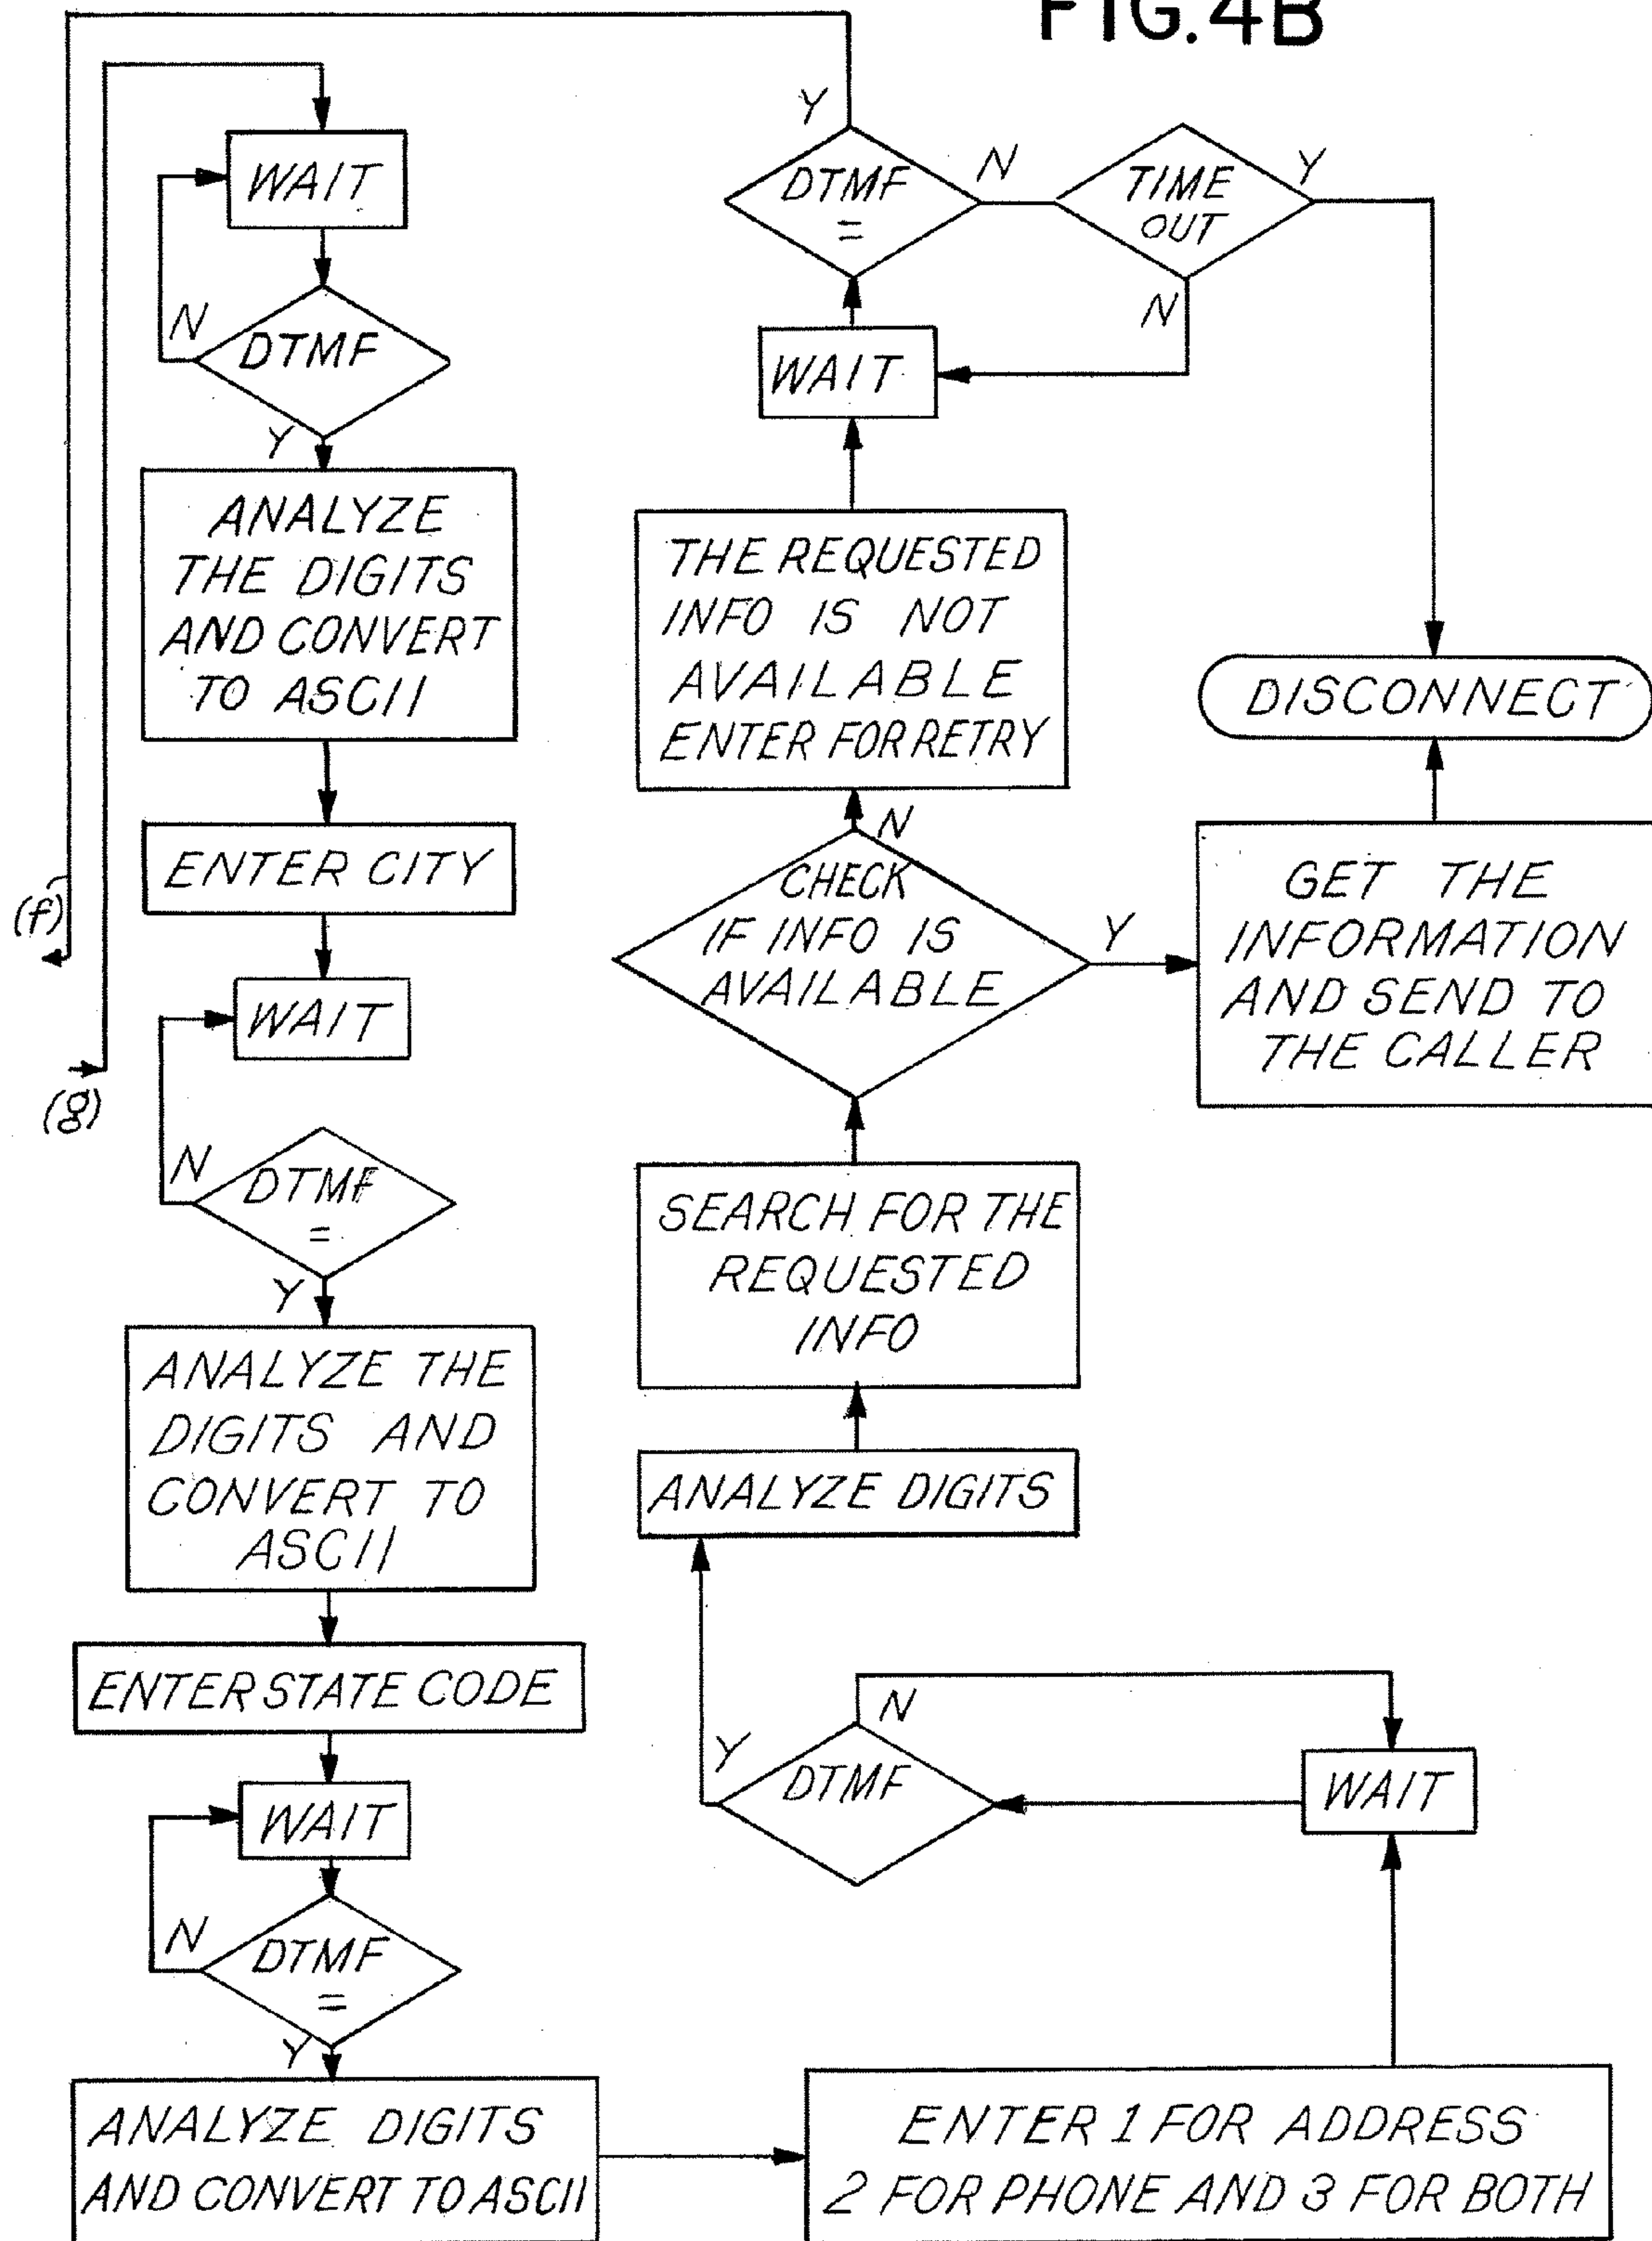 FIG.4B
WAIT
N
DTMF
Y
ANALYZE
THE DIGITS
AND CONVERT
TO ASCII
ENTER CITY
WAIT
(f)
(g)
N
DTMF
=
Y
ANALYZE THE
DIGITS AND
CONVERT TO
ASCII
ENTER STATE CODE
WAIT
N
DTMF
=
Y
ANALYZE DIGITS
AND CONVERT TO ASCII
ENTER 1 FOR ADDRESS
2 FOR PHONE AND 3 FOR BOTH
WAIT
N
DTMF
Y
ANALYZE DIGITS
SEARCH FOR THE
REQUESTED
INFO
CHECK
IF INFO IS
AVAILABLE
N
Y
THE REQUESTED
INFO IS NOT
AVAILABLE
ENTER FOR RETRY
WAIT
DTMF
=
Y
N
TIME
OUT
Y
N
GET THE
INFORMATION
AND SEND TO
THE CALLER
DISCONNECT